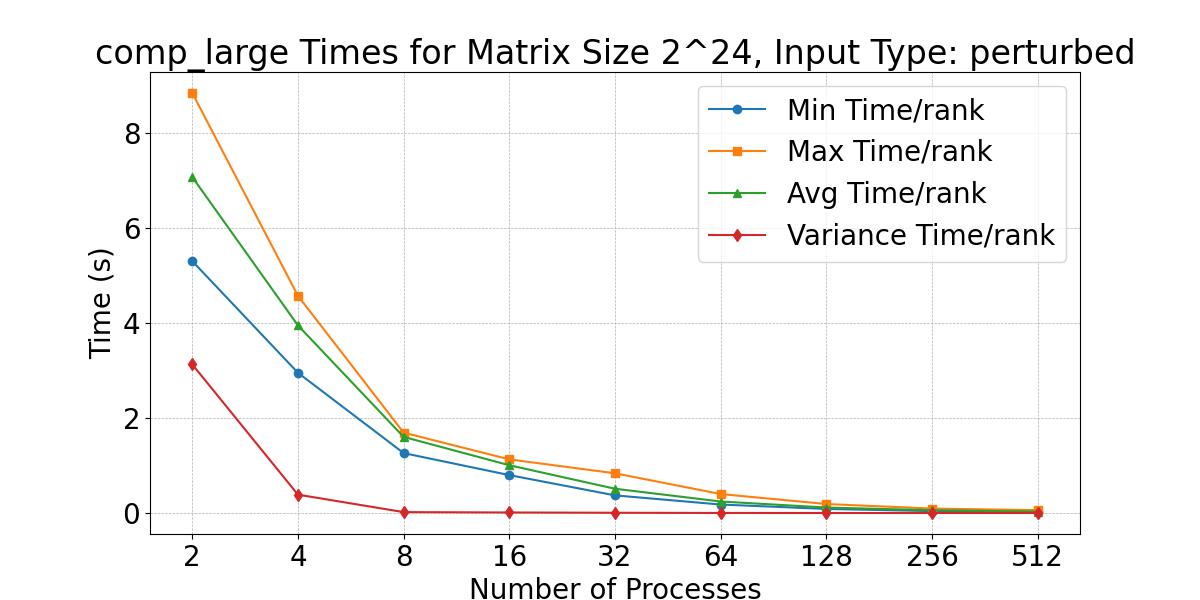 comp_large Times for Matrix Size 2^24, Input Type: perturbed
Min Time/rank
Max Time/rank
Avg Time/rank
Variance Time/rank
Time (s)
8
6
4
2
0
2 4 8 16 32 64 128 256 512
Number of Processes